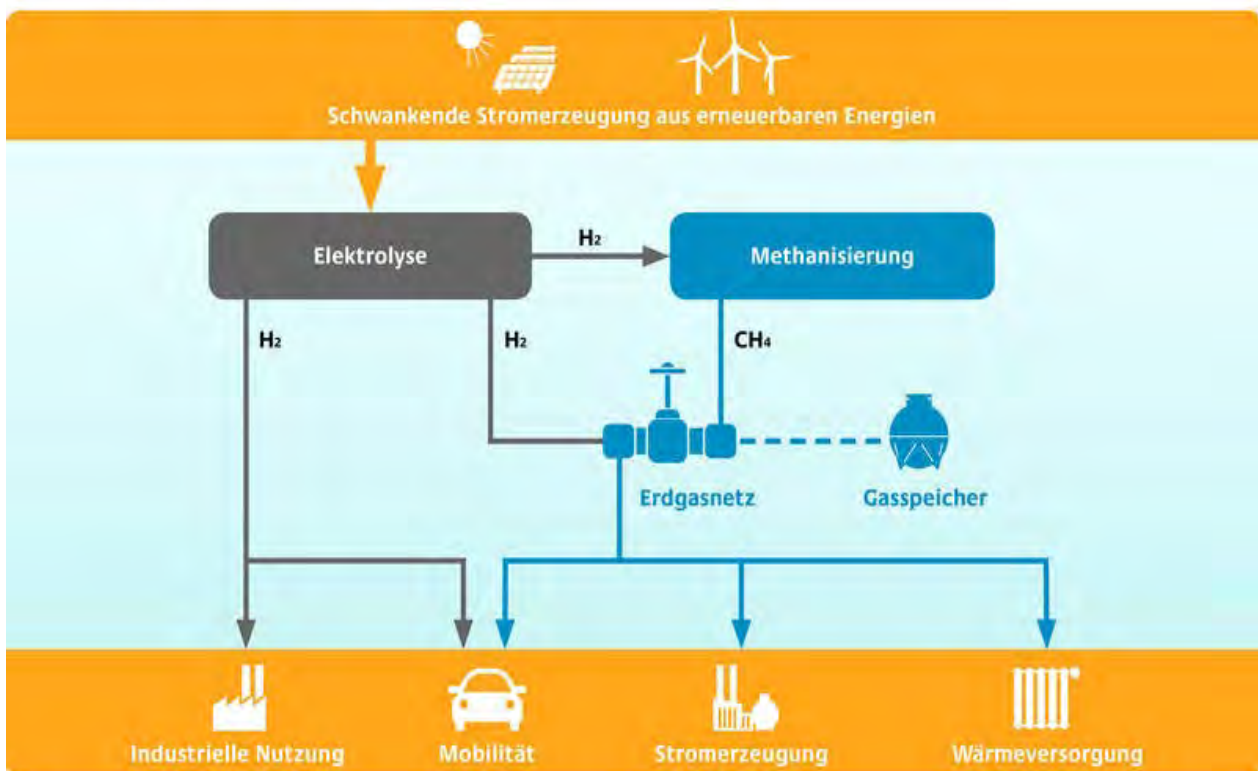 Schwankende Stromerzeugung aus erneuerbaren Energien
Elektrolyse
H₂
Methanisierung
H₂
H₂
CH₄
Erdgasnetz
Gasspeicher
Industrielle Nutzung
Mobilität
Stromerzeugung
Wärmeversorgung